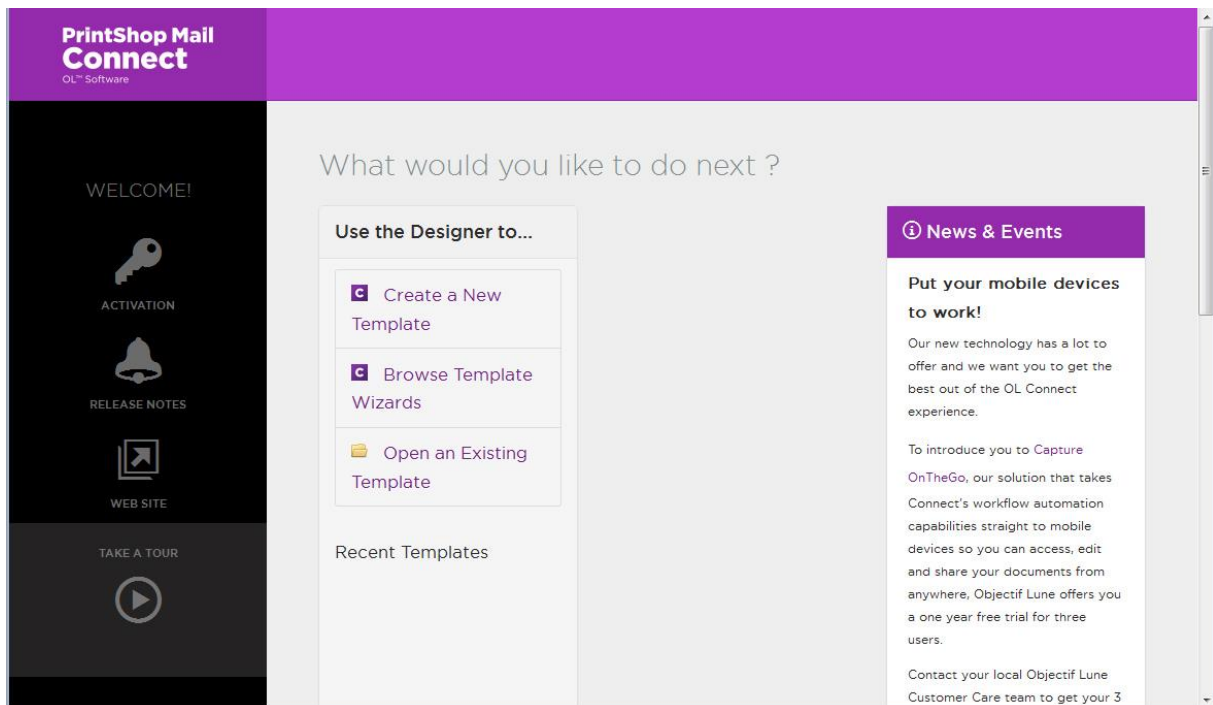 PrintShop Mail
Connect
OL™ Software
WELCOME!
ACTIVATION
RELEASE NOTES
WEB SITE
TAKE A TOUR
What would you like to do next ?
Use the Designer to...
Create a New
Template
Browse Template
Wizards
Open an Existing
Template
Recent Templates
News & Events
Put your mobile devices
to work!
Our new technology has a lot to
offer and we want you to get the
best out of the OL Connect
experience.
To introduce you to Capture
OnTheGo, our solution that takes
Connect's workflow automation
capabilities straight to mobile
devices so you can access, edit
and share your documents from
anywhere, Objectif Lune offers you
a one year free trial for three
users.
Contact your local Objectif Lune
Customer Care team to get your 3